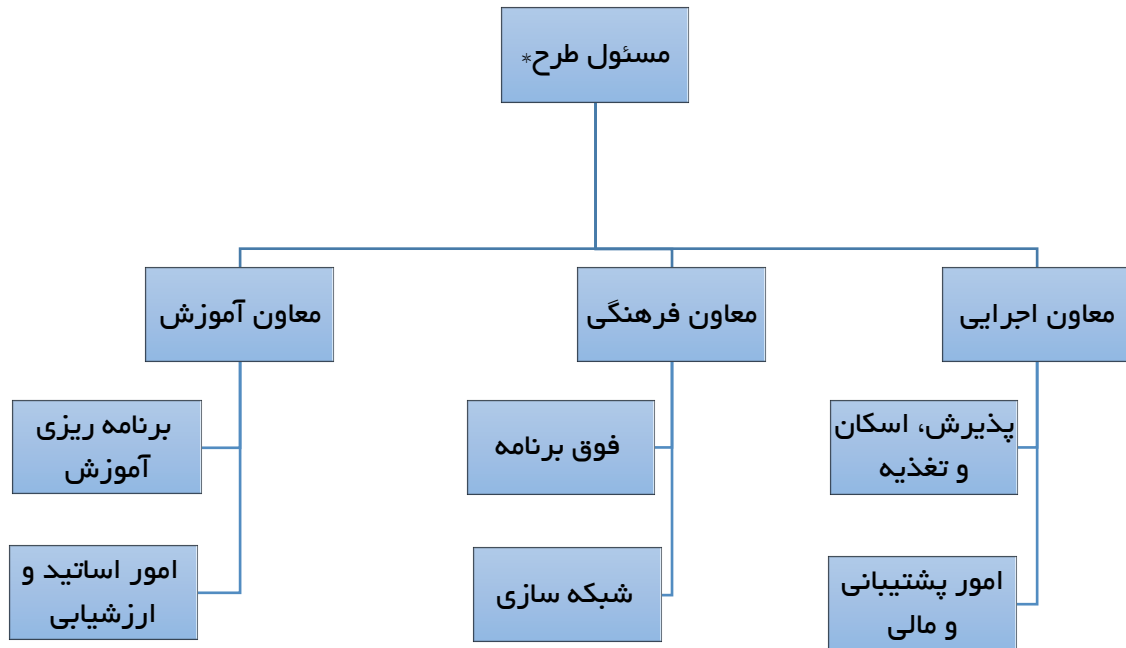 مسئول طرح*
معاون اجرایی
معاون فرهنگی
معاون آموزش
پذیرش، اسکان
و تغذیه
فوق برنامه
برنامه ریزی
آموزش
امور پشتیبانی
و مالی
شبکه سازی
امور اساتید و
ارزشیابی